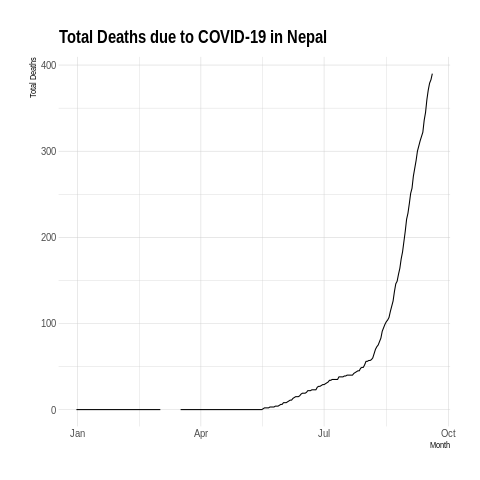 Total Deaths due to COVID-19 in Nepal
Total Deaths
400
300
200
100
0
Jan Apr Jul Oct
Month